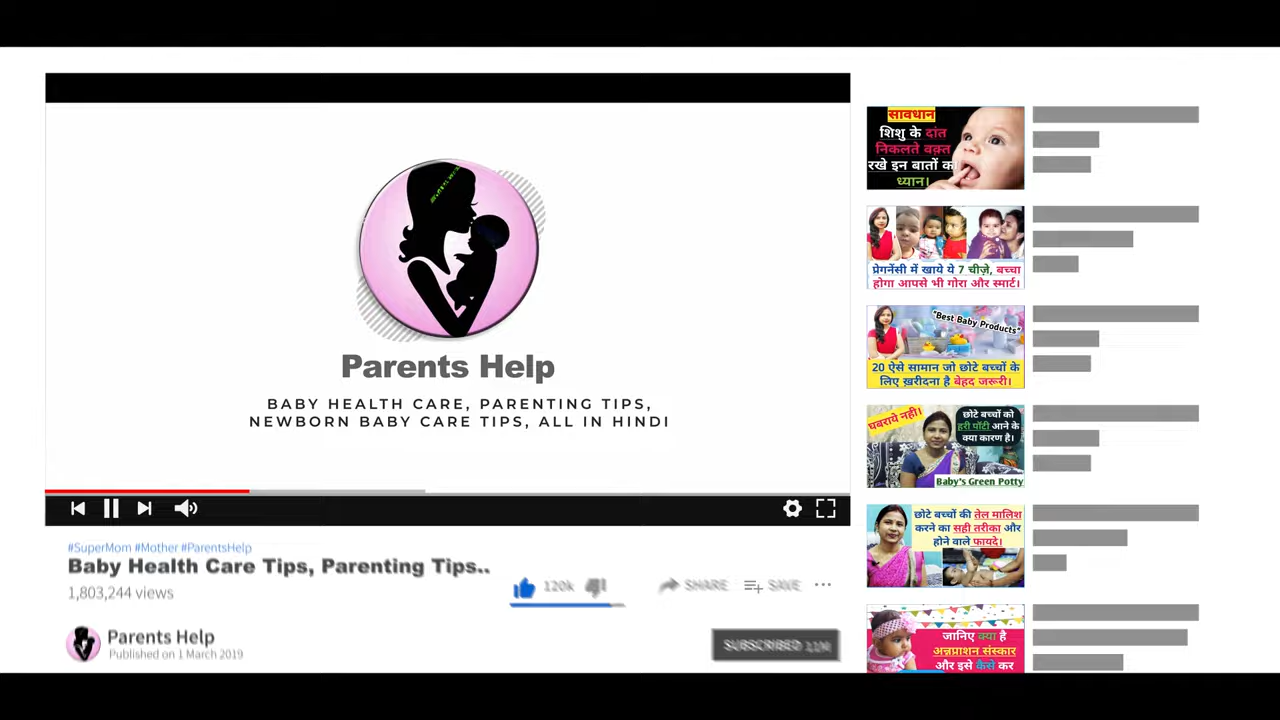 Parents Help
BABY HEALTH CARE, PARENTING TIPS,
NEWBORN BABY CARE TIPS, ALL IN HINDI
#SuperMom #Mother #ParentsHelp
Baby Health Care Tips, Parenting Tips..
1,803,244 views
120k
SHARE
SAVE
Parents Help
Published on 1 March 2019
SUBSCRIBED
सावधान
शिशु के दांत
निकलते वक़्त
रखे इन बातों का
ध्यान।
प्रेगनेंसी में खाये ये 7 चीज़े, बच्चा
होगा आपसे भी गोरा और स्मार्ट।
"Best Baby Products"
20 ऐसे सामान जो छोटे बच्चों के
लिए ख़रीदना है बेहद जरूरी।
घबराये नही।
छोटे बच्चों को
हरी पॉटी आने के
क्या कारण है।
Baby's Green Potty
छोटे बच्चों की तेल मालिश
करने का सही तरीका और
होने वाले फायदे।
जानिए क्या है
अन्नप्राशन संस्कार
और इसे कैसे कर